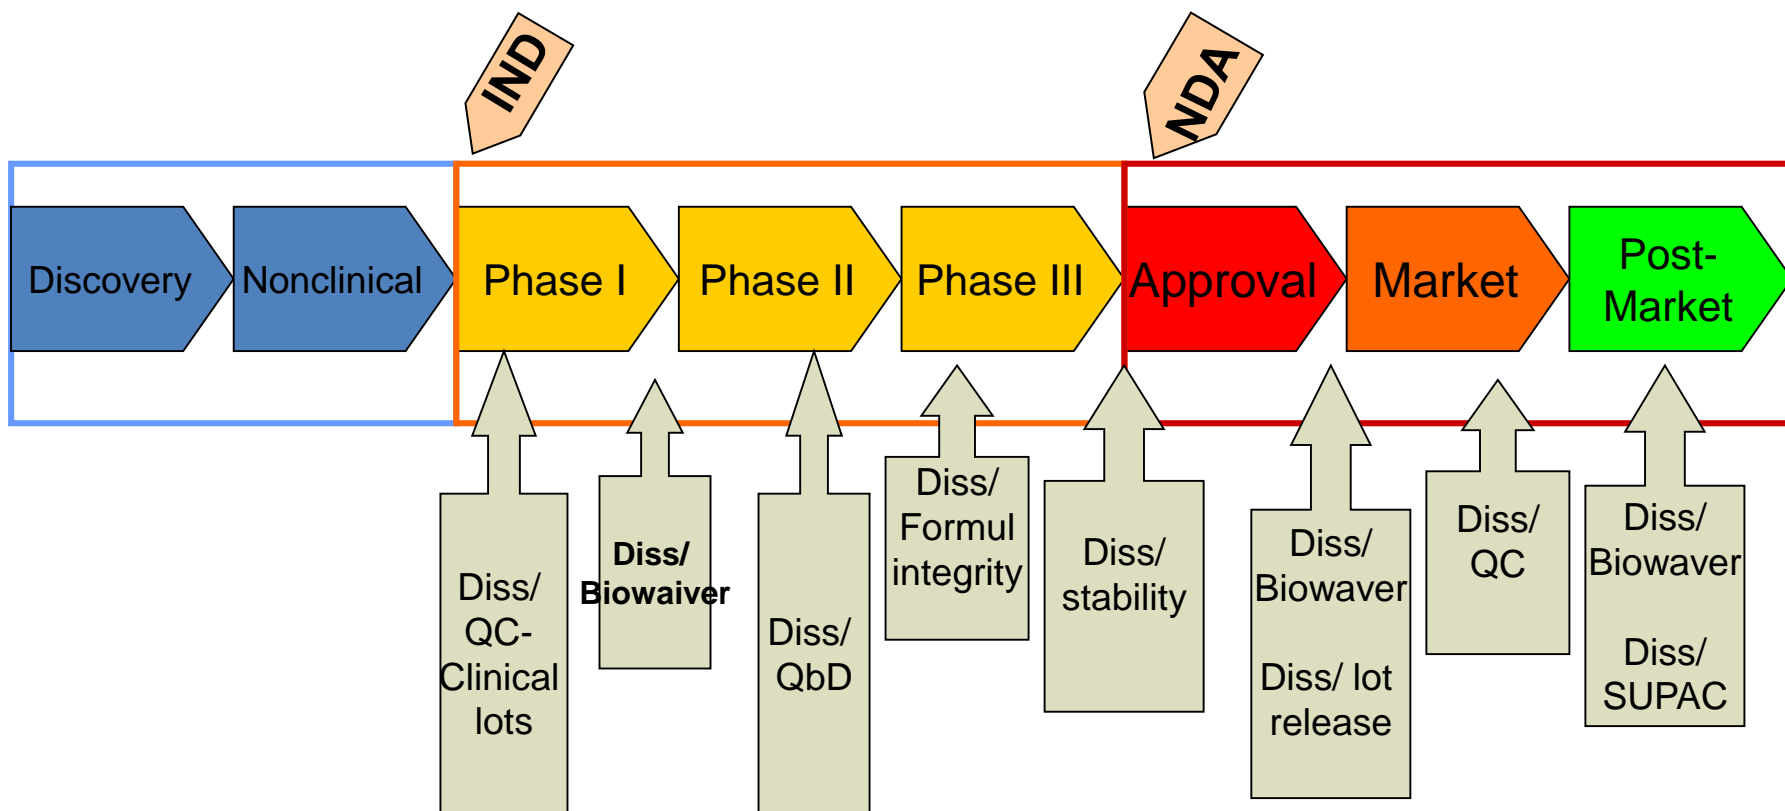 IND
NDA
Discovery
Nonclinical
Phase I
Phase II
Phase III
Approval
Market
Post-
Market
Diss/
QC-
Clinical
lots
Diss/
Biowaiver
Diss/
QbD
Diss/
Formul
integrity
Diss/
stability
Diss/
Biowaver
Diss/ lot
release
Diss/
QC
Diss/
Biowaver
Diss/
SUPAC